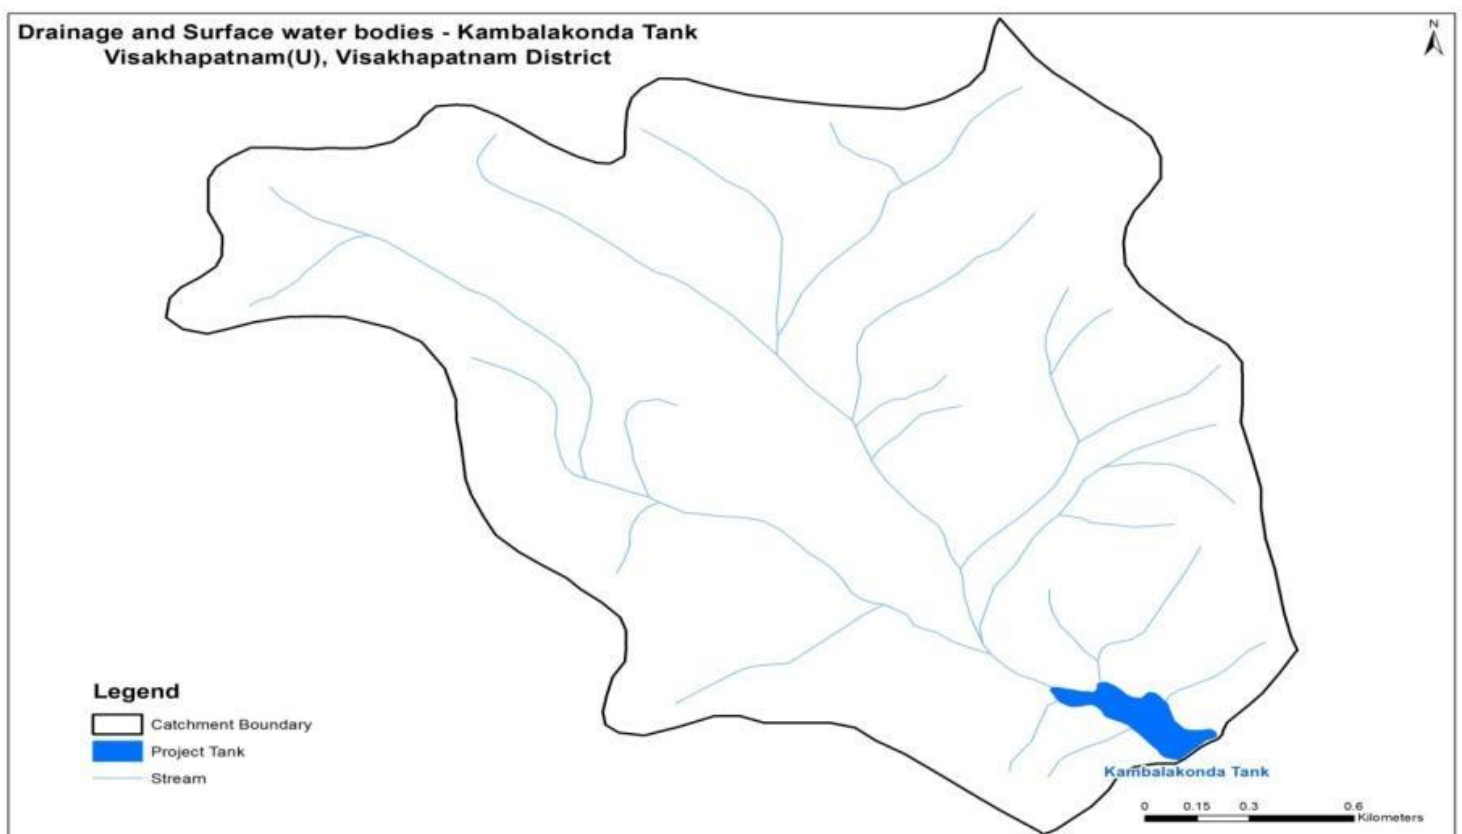 Drainage and Surface water bodies - Kambalakonda Tank
Visakhapatnam(U), Visakhapatnam District
N
Legend
Catchment Boundary
Project Tank
Stream
Kambalakonda Tank
0 0.15 0.3 0.6
Kilometers